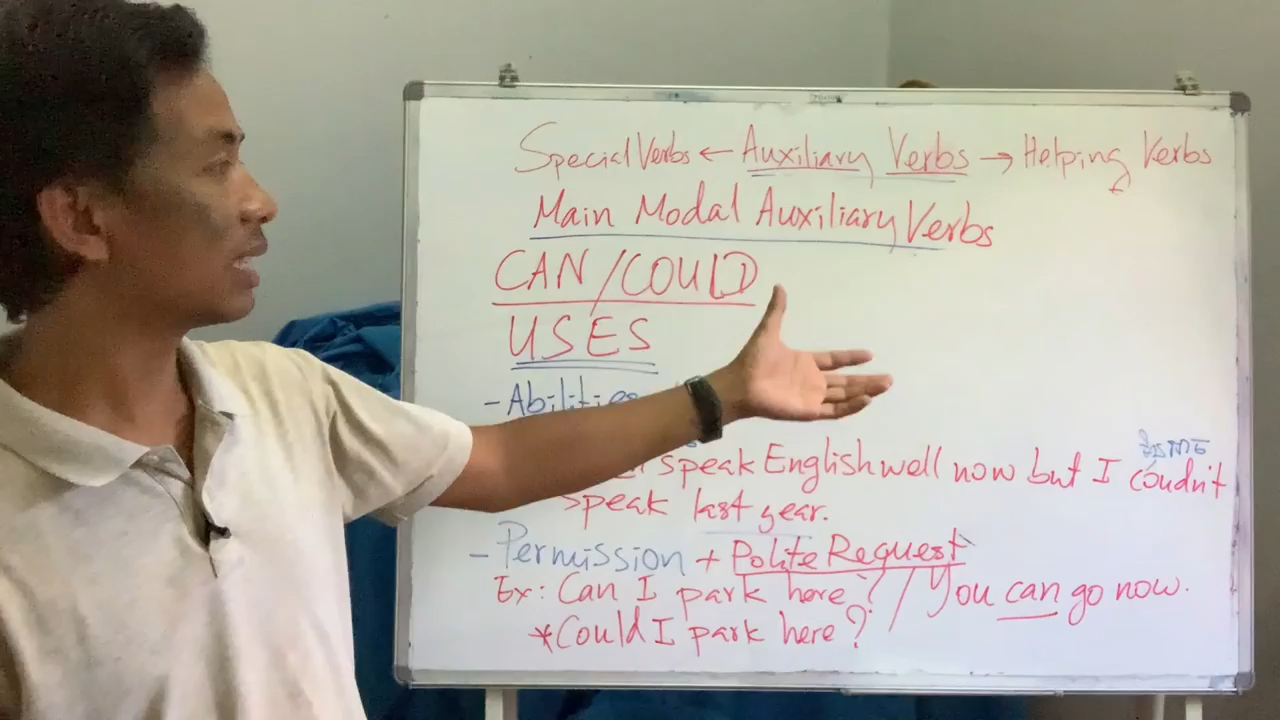 Special Verbs ← Auxiliary Verbs → Helping Verbs
Main Modal Auxiliary Verbs
CAN/COULD
USES
- Abilities
speak English well now but I coudn't
speak last year.
- Permission + Polite Request
Ex: Can I park here? / You can go now.
*Could I park here?